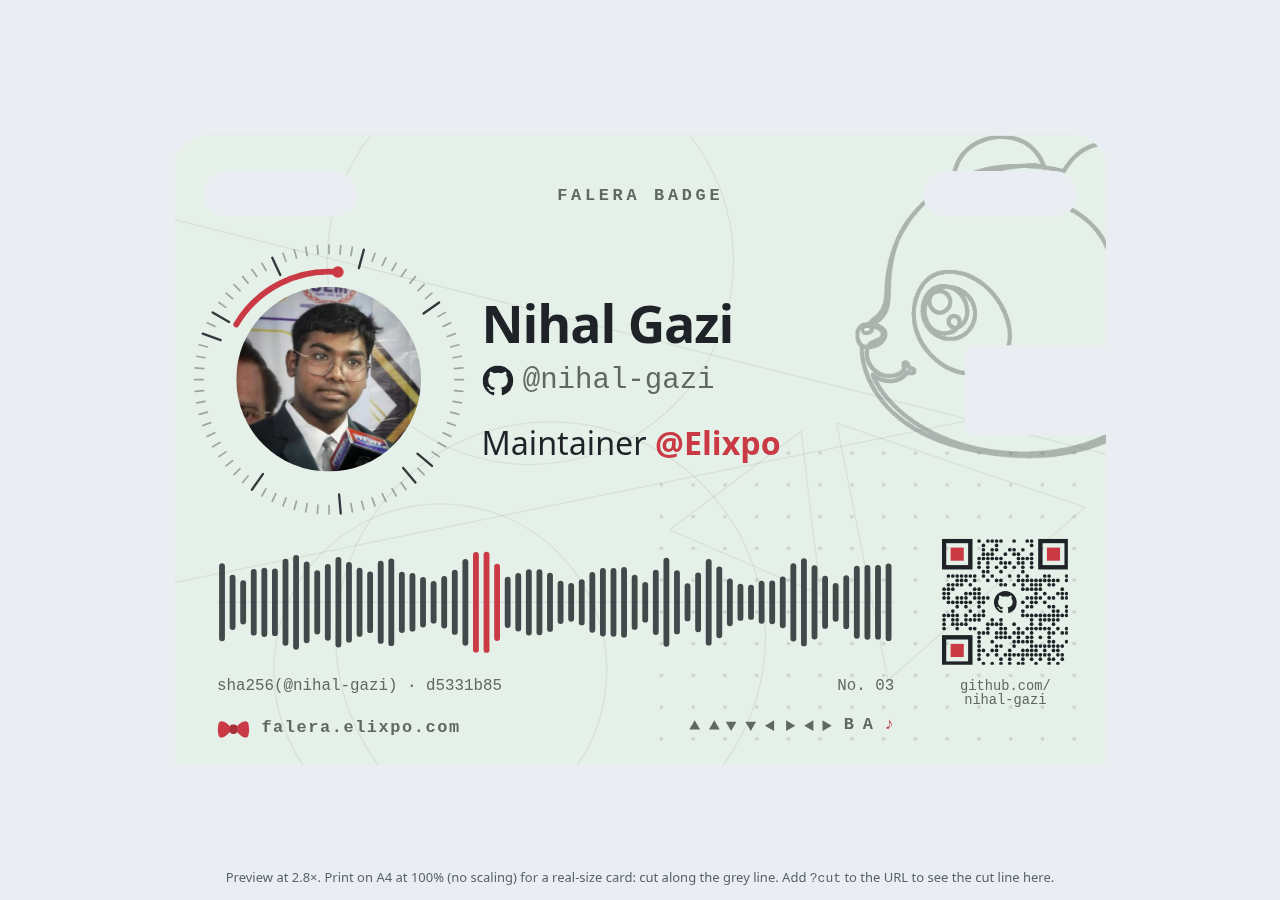 FALERA BADGE
Nihal Gazi
@nihal-gazi
Maintainer @Elixpo
sha256(@nihal-gazi) · d5331b85
No. 03
github.com/
nihal-gazi
falera.elixpo.com
▲ ▲ ▼ ▼ ◀ ▶ ◀ ▶ B A ♪
Preview at 2.8×. Print on A4 at 100% (no scaling) for a real-size card: cut along the grey line. Add ?cut to the URL to see the cut line here.